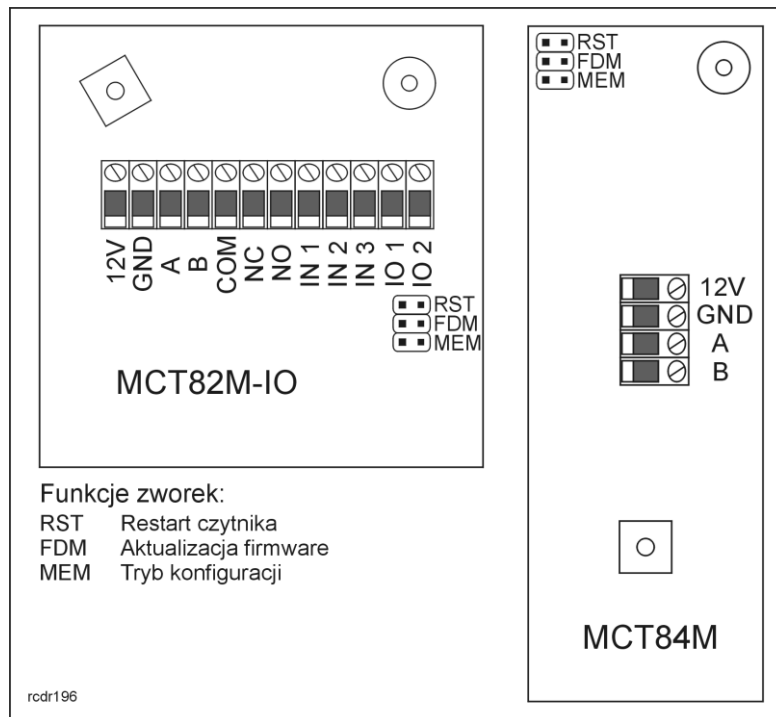 RST
FDM
MEM
12V
GND
A
B
COM
NC
NO
IN 1
IN 2
IN 3
IO 1
IO 2
RST
FDM
MEM
MCT82M-IO
12V
GND
A
B
MCT84M
Funkcje zworek:
RST Restart czytnika
FDM Aktualizacja firmware
MEM Tryb konfiguracji
rcdr196